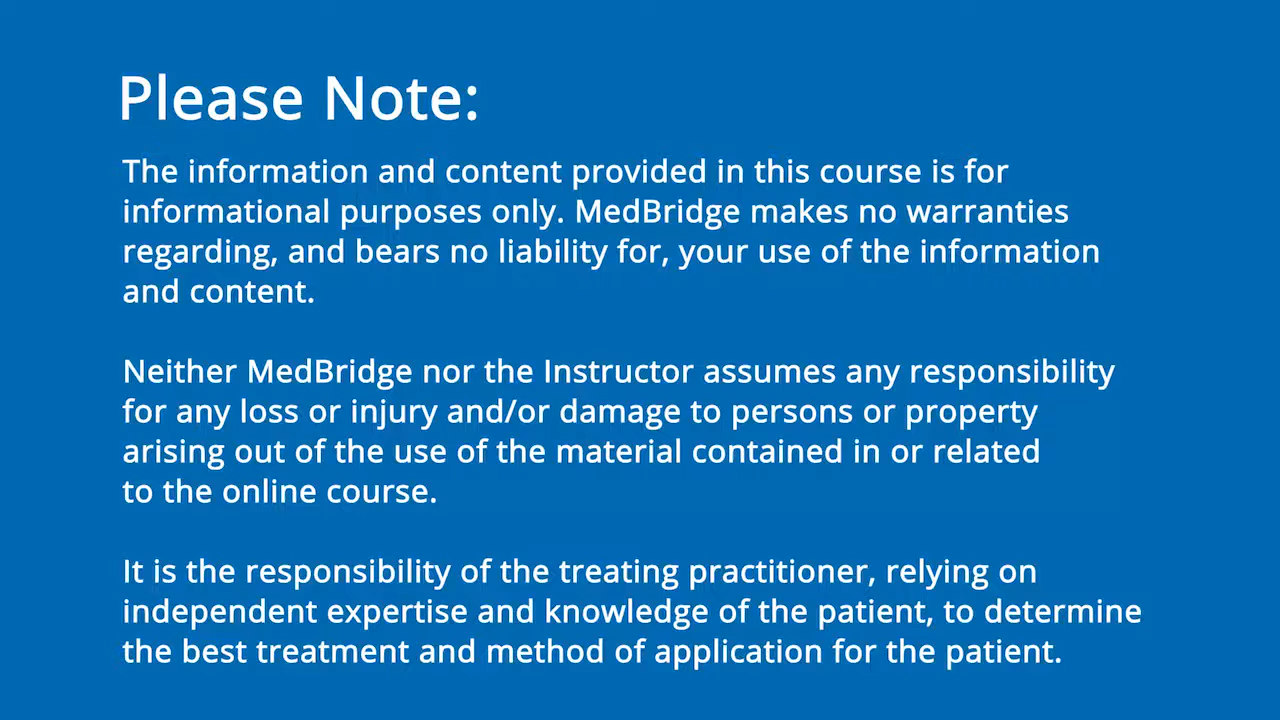 Please Note:
The information and content provided in this course is for
informational purposes only. MedBridge makes no warranties
regarding, and bears no liability for, your use of the information
and content.
Neither MedBridge nor the Instructor assumes any responsibility
for any loss or injury and/or damage to persons or property
arising out of the use of the material contained in or related
to the online course.
It is the responsibility of the treating practitioner, relying on
independent expertise and knowledge of the patient, to determine
the best treatment and method of application for the patient.